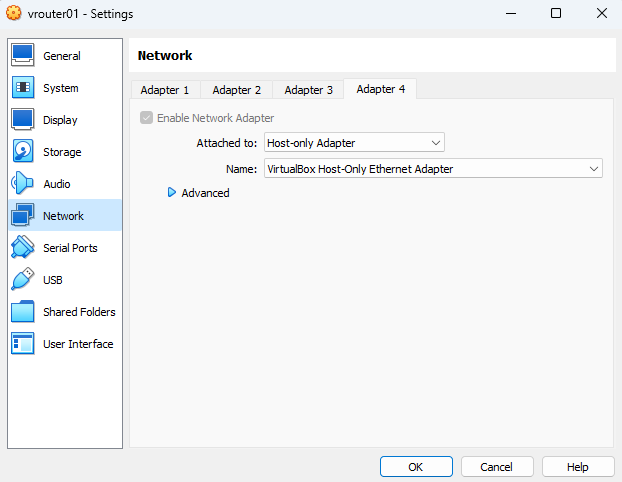 vrouter01 - Settings
General
System
Display
Storage
Audio
Network
Serial Ports
USB
Shared Folders
User Interface
Network
Adapter 1 Adapter 2 Adapter 3 Adapter 4
Enable Network Adapter
Attached to: Host-only Adapter
Name: VirtualBox Host-Only Ethernet Adapter
Advanced
OK Cancel Help